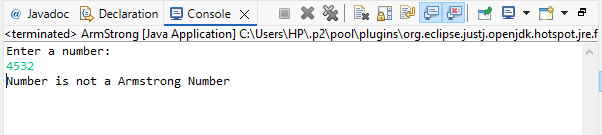 @ Javadoc Declaration Console
<terminated> ArmStrong [Java Application] C:\Users\HP\.p2\pool\plugins\org.eclipse.justj.openjdk.hotspot.jre.f
Enter a number:
4532
Number is not a Armstrong Number